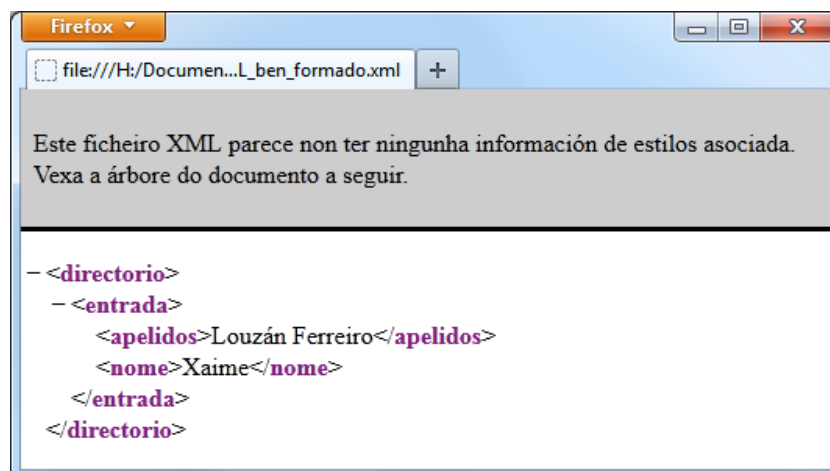 Firefox
file:///H:/Documen...L_ben_formado.xml
Este ficheiro XML parece non ter ningunha información de estilos asociada.
Vexa a árbore do documento a seguir.
− <directorio>
− <entrada>
<apelidos>Louzán Ferreiro</apelidos>
<nome>Xaime</nome>
</entrada>
</directorio>